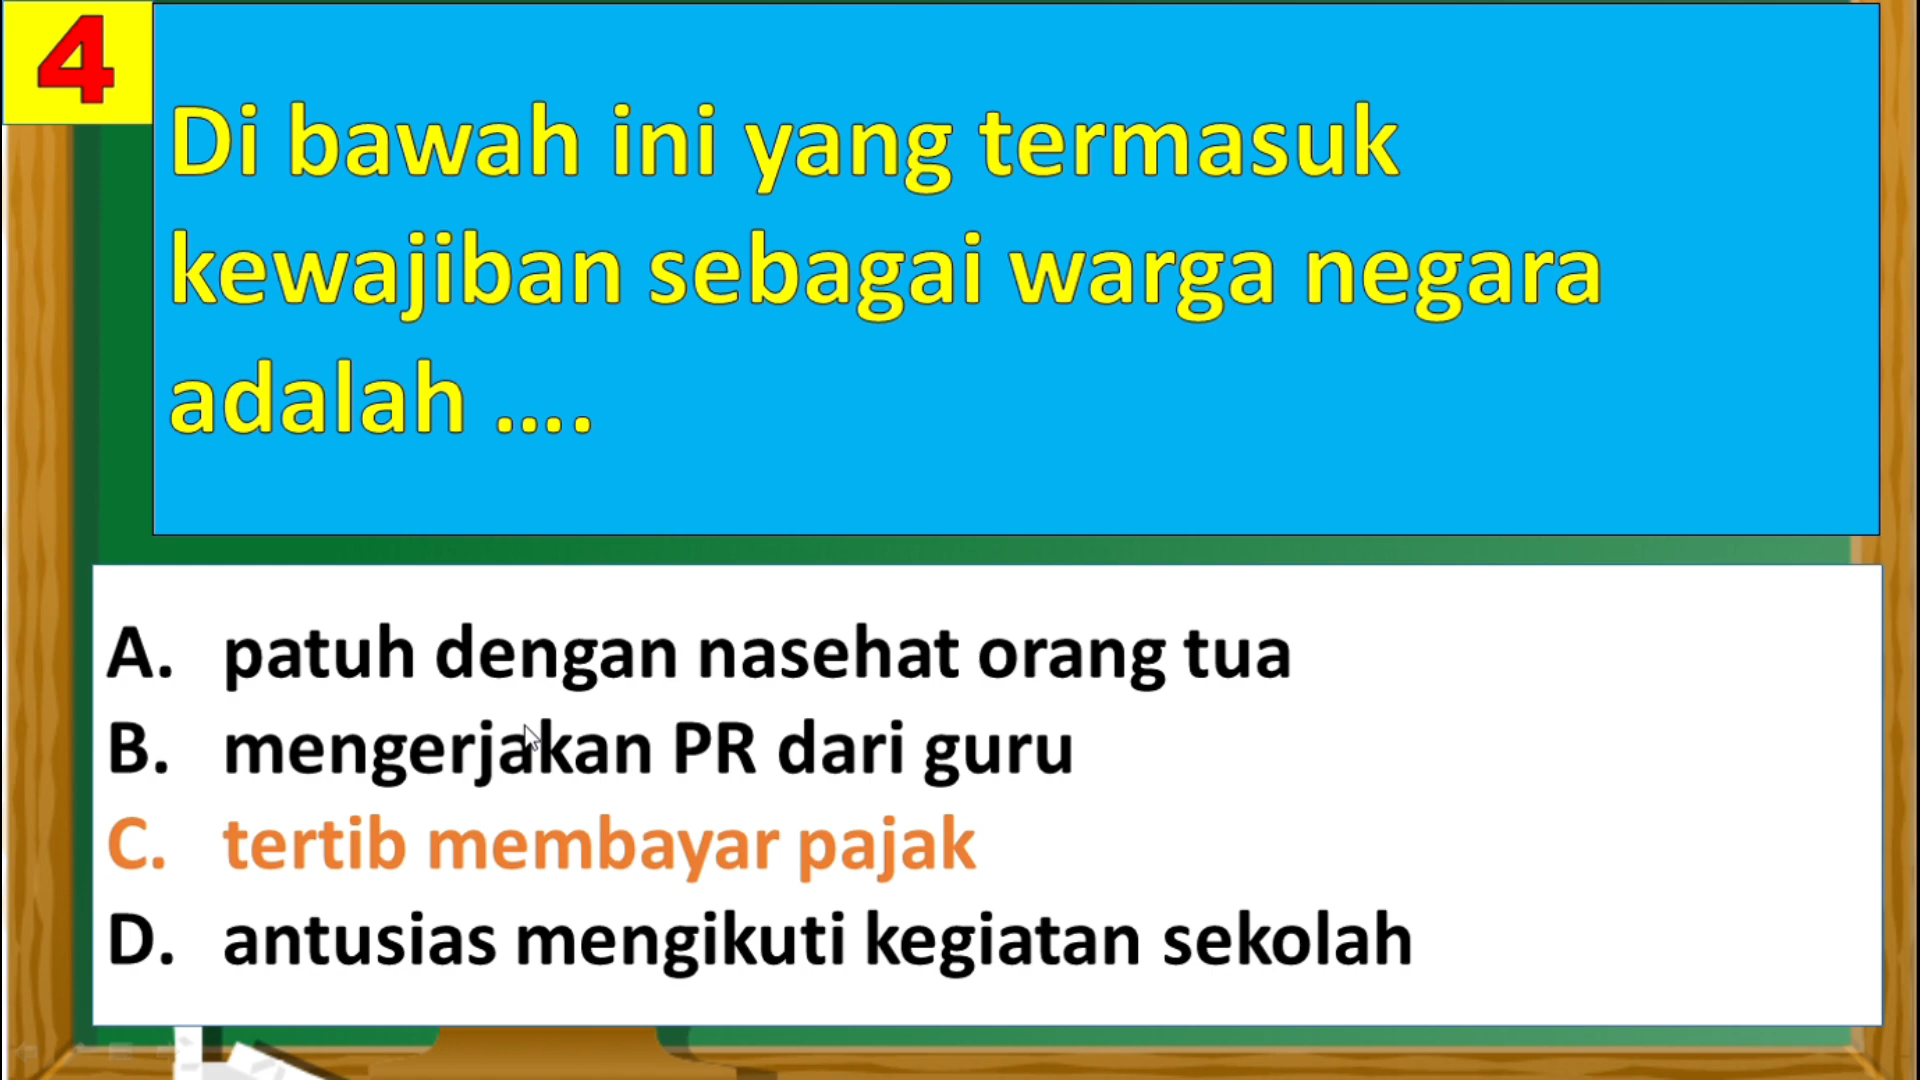 4
Di bawah ini yang termasuk
kewajiban sebagai warga negara
adalah ....
A. patuh dengan nasehat orang tua
B. mengerjakan PR dari guru
C. tertib membayar pajak
D. antusias mengikuti kegiatan sekolah